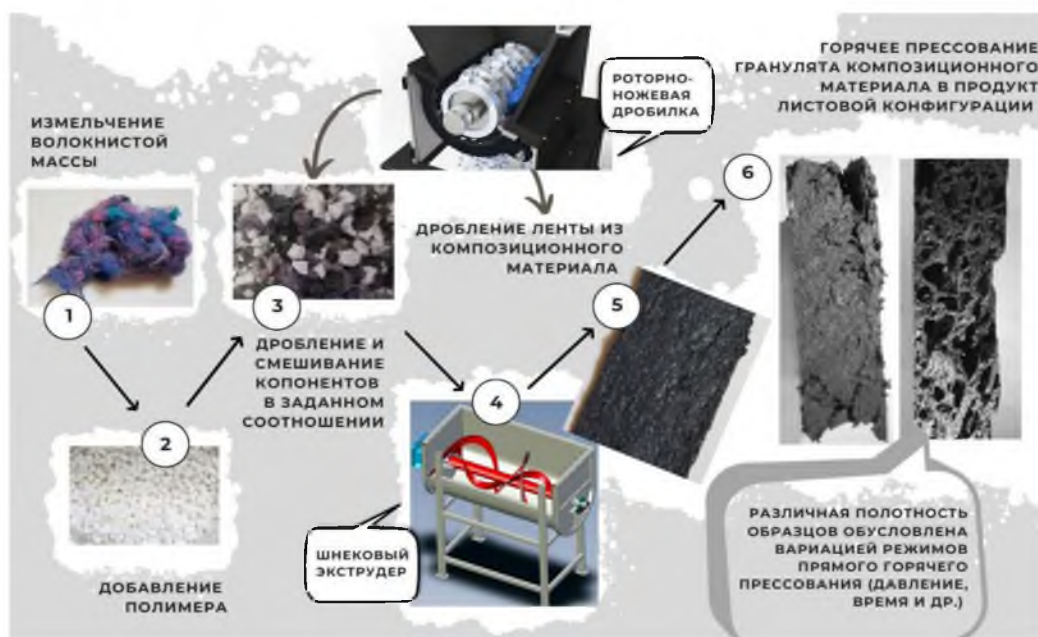 ИЗМЕЛЬЧЕНИЕ
ВОЛОКНИСТОЙ
МАССЫ
1
2
ДОБАВЛЕНИЕ
ПОЛИМЕРА
3
ДРОБЛЕНИЕ И
СМЕШИВАНИЕ
КОПОНЕНТОВ
В ЗАДАННОМ
СООТНОШЕНИИ
РОТОРНО-
НОЖЕВАЯ
ДРОБИЛКА
ДРОБЛЕНИЕ ЛЕНТЫ ИЗ
КОМПОЗИЦИОННОГО
МАТЕРИАЛА
4
ШНЕКОВЫЙ
ЭКСТРУДЕР
5
6
ГОРЯЧЕЕ ПРЕССОВАНИЕ
ГРАНУЛЯТА КОМПОЗИЦИОННОГО
МАТЕРИАЛА В ПРОДУКТ
ЛИСТОВОЙ КОНФИГУРАЦИИ
РАЗЛИЧНАЯ ПОЛОТНОСТЬ
ОБРАЗЦОВ ОБУСЛОВЛЕНА
ВАРИАЦИЕЙ РЕЖИМОВ
ПРЯМОГО ГОРЯЧЕГО
ПРЕССОВАНИЯ (ДАВЛЕНИЕ,
ВРЕМЯ И ДР.)